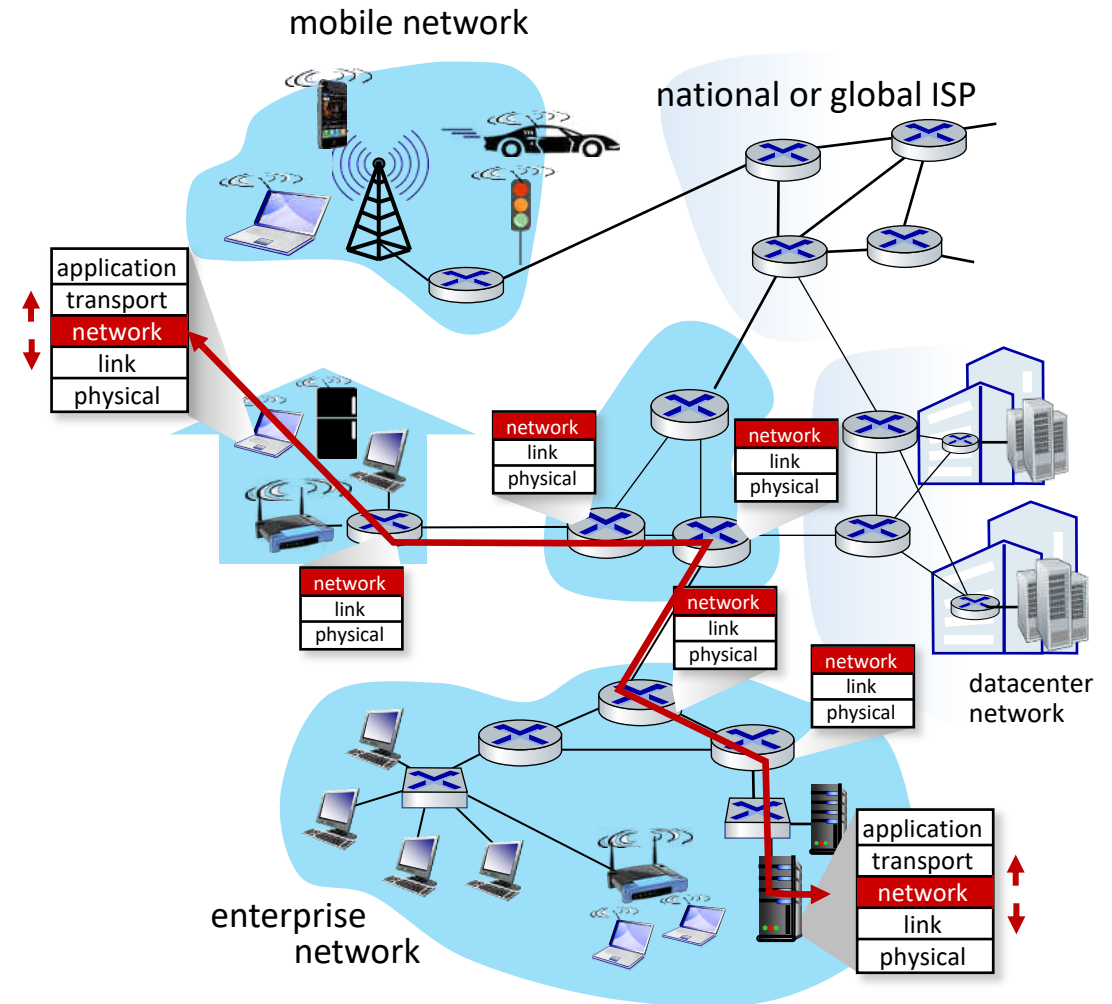 mobile network
national or global ISP
application
transport
network
link
physical
network
link
physical
network
link
physical
network
link
physical
network
link
physical
network
link
physical
datacenter
network
application
transport
network
link
physical
enterprise
network